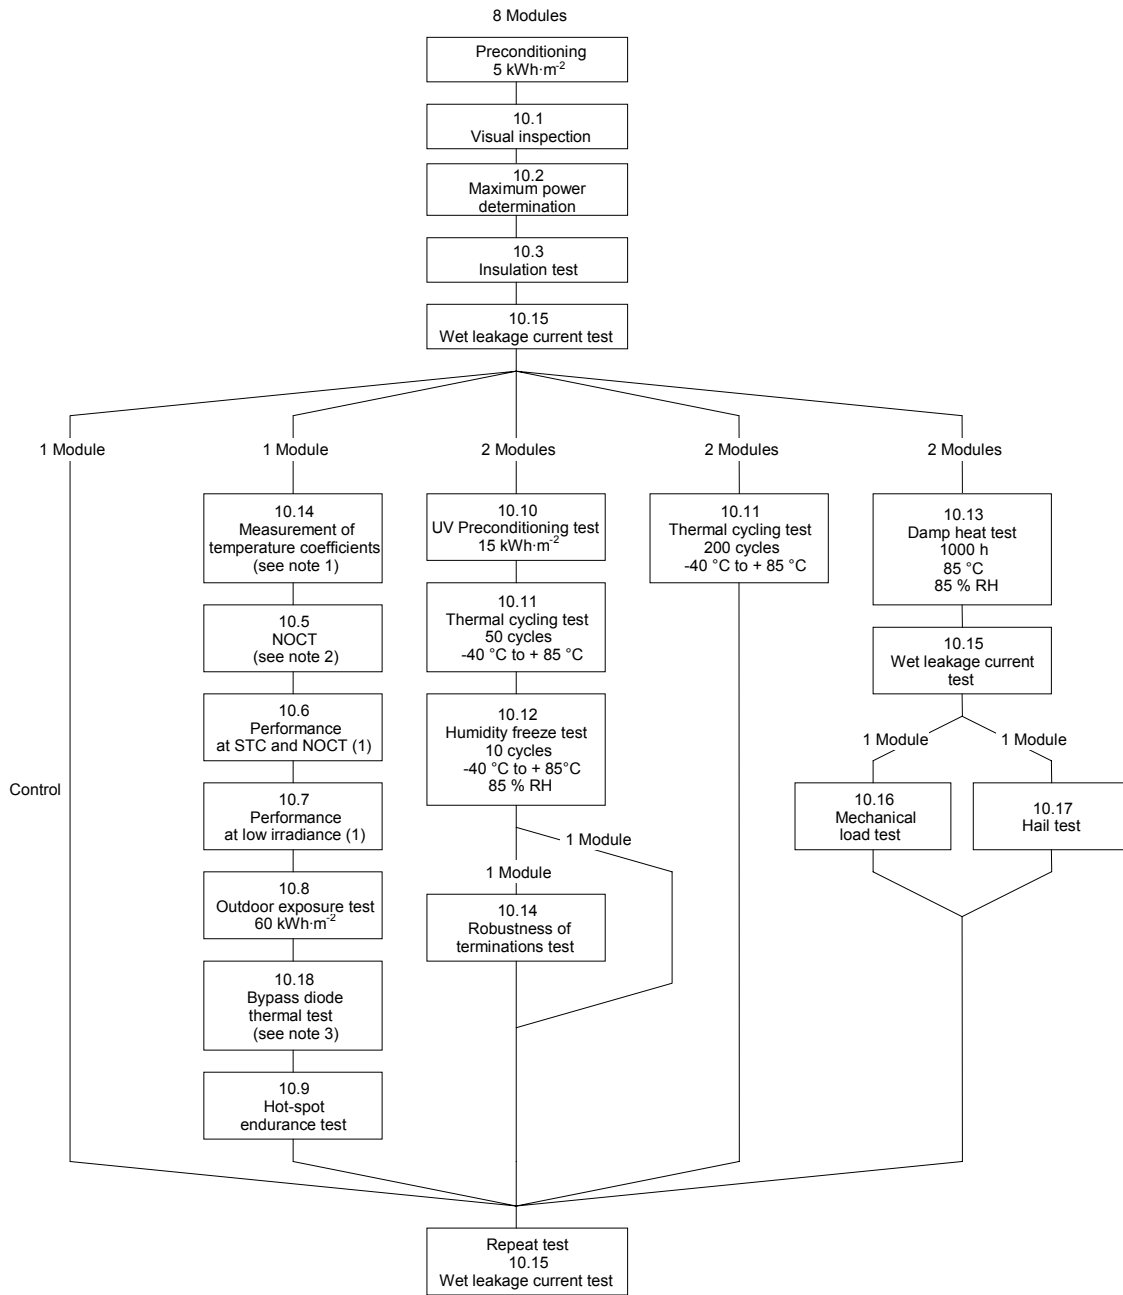 8 Modules
Preconditioning
5 kWh·m-2
10.1
Visual inspection
10.2
Maximum power
determination
10.3
Insulation test
10.15
Wet leakage current test
1 Module
1 Module
2 Modules
2 Modules
2 Modules
Control
10.14
Measurement of
temperature coefficients
(see note 1)
10.5
NOCT
(see note 2)
10.6
Performance
at STC and NOCT (1)
10.7
Performance
at low irradiance (1)
10.8
Outdoor exposure test
60 kWh·m-2
10.18
Bypass diode
thermal test
(see note 3)
10.9
Hot-spot
endurance test
10.10
UV Preconditioning test
15 kWh·m-2
10.11
Thermal cycling test
50 cycles
-40 °C to + 85 °C
10.12
Humidity freeze test
10 cycles
-40 °C to + 85°C
85 % RH
1 Module
1 Module
10.14
Robustness of
terminations test
10.11
Thermal cycling test
200 cycles
-40 °C to + 85 °C
10.13
Damp heat test
1000 h
85 °C
85 % RH
10.15
Wet leakage current
test
1 Module
1 Module
10.16
Mechanical
load test
10.17
Hail test
Repeat test
10.15
Wet leakage current test